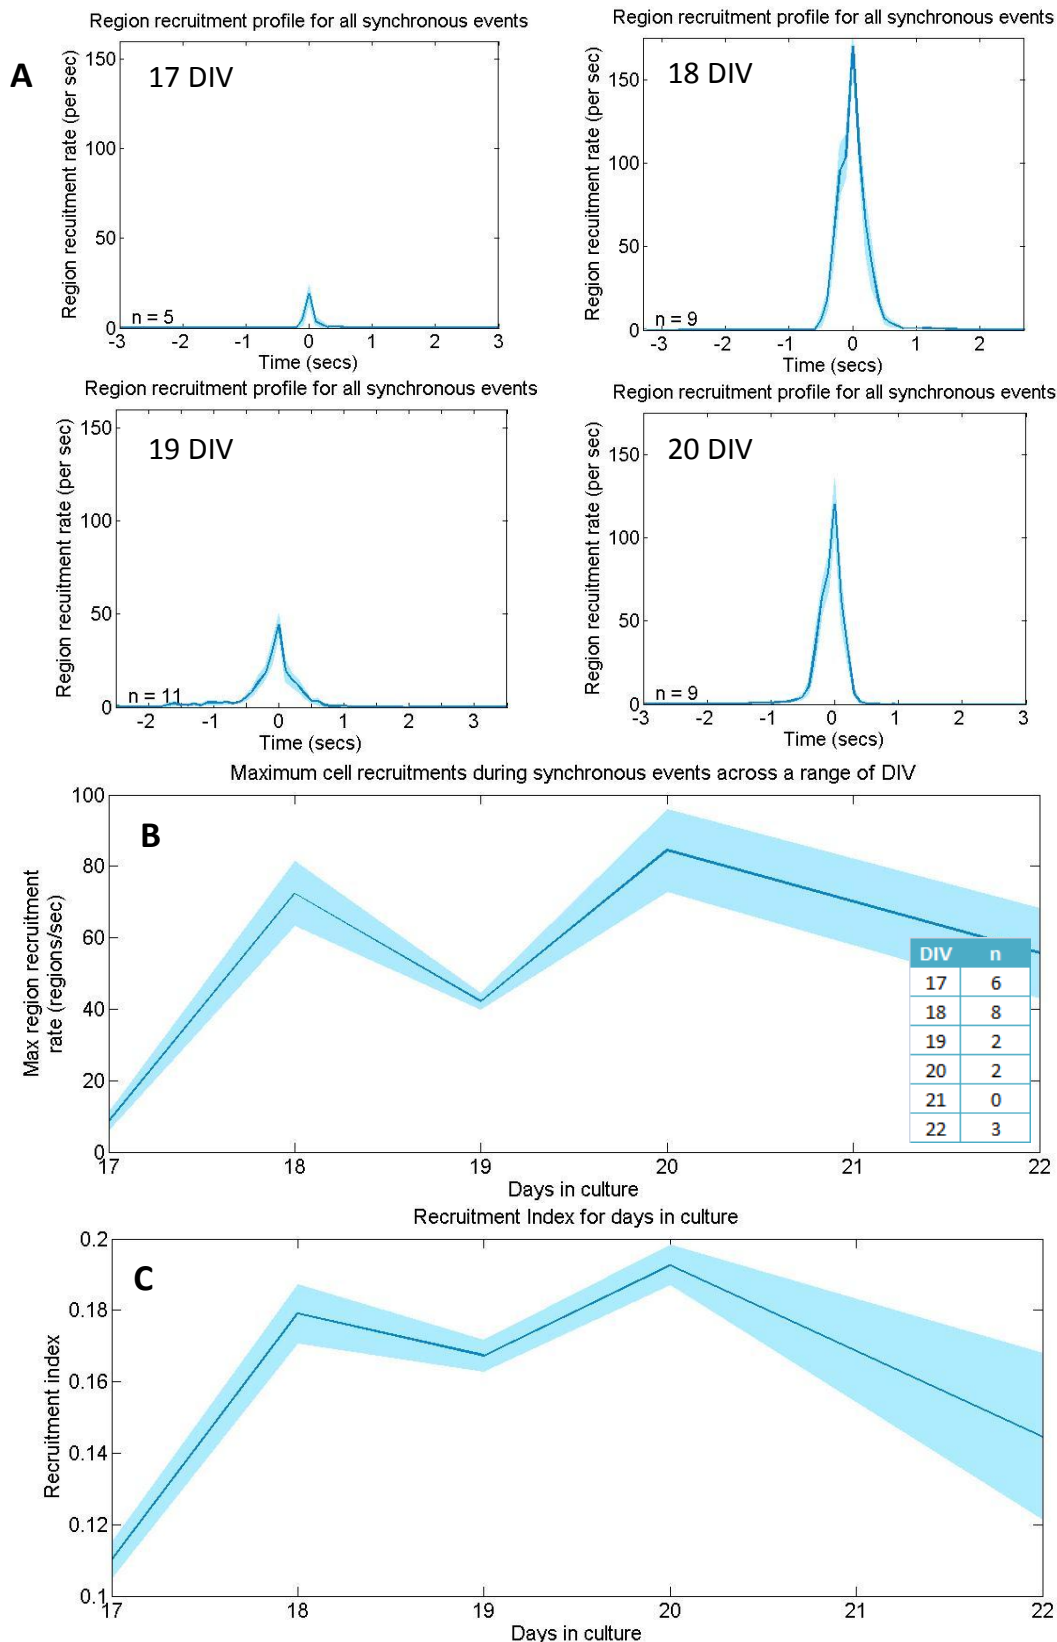 A
Region recruitment profile for all synchronous events
17 DIV
Region recuitment rate (per sec)
150
100
50
0
n = 5
-3 -2 -1 0 1 2 3
Time (secs)
Region recruitment profile for all synchronous events
18 DIV
Region recuitment rate (per sec)
150
100
50
0
n = 9
-3 -2 -1 0 1 2
Time (secs)
Region recruitment profile for all synchronous events
19 DIV
Region recuitment rate (per sec)
150
100
50
0
n = 11
-2 -1 0 1 2 3
Time (secs)
Region recruitment profile for all synchronous events
20 DIV
Region recuitment rate (per sec)
150
100
50
0
n = 9
-3 -2 -1 0 1 2 3
Time (secs)
Maximum cell recruitments during synchronous events across a range of DIV
B
Max region recruitment
rate (regions/sec)
100
80
60
40
20
0
DIV n
17 6
18 8
19 2
20 2
21 0
22 3
17 18 19 20 21 22
Days in culture
Recruitment Index for days in culture
C
Recruitment index
0.2
0.18
0.16
0.14
0.12
0.1
17 18 19 20 21 22
Days in culture